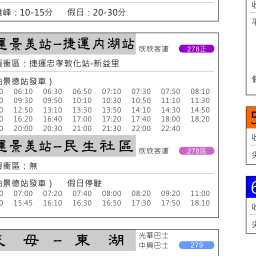 峰：10-15分　假日：20-30分
運景美站-捷運內湖站
欣欣客運 278正
緩衝區：捷運忠孝敦化站-新益里
景德站發車）
06:10 06:30 06:50 07:10 07:30 07:50 08:10
09:30 09:50 10:10 10:30 10:50 11:10 11:30
12:50 13:10 13:30 13:50 14:10 14:30 14:50
16:20 16:40 17:00 17:20 17:40 18:00 18:20
20:00 20:30 21:00 21:30 22:00 22:40
運景美站-民生社區
欣欣客運 278區
緩衝區：無
景德站發車）　假日停駛
07:00 07:20 07:40 08:00 08:20 09:20 11:00
15:45 16:10 16:30 16:50 17:30 17:50 18:10
天母-東湖
光華巴士
中興巴士 279